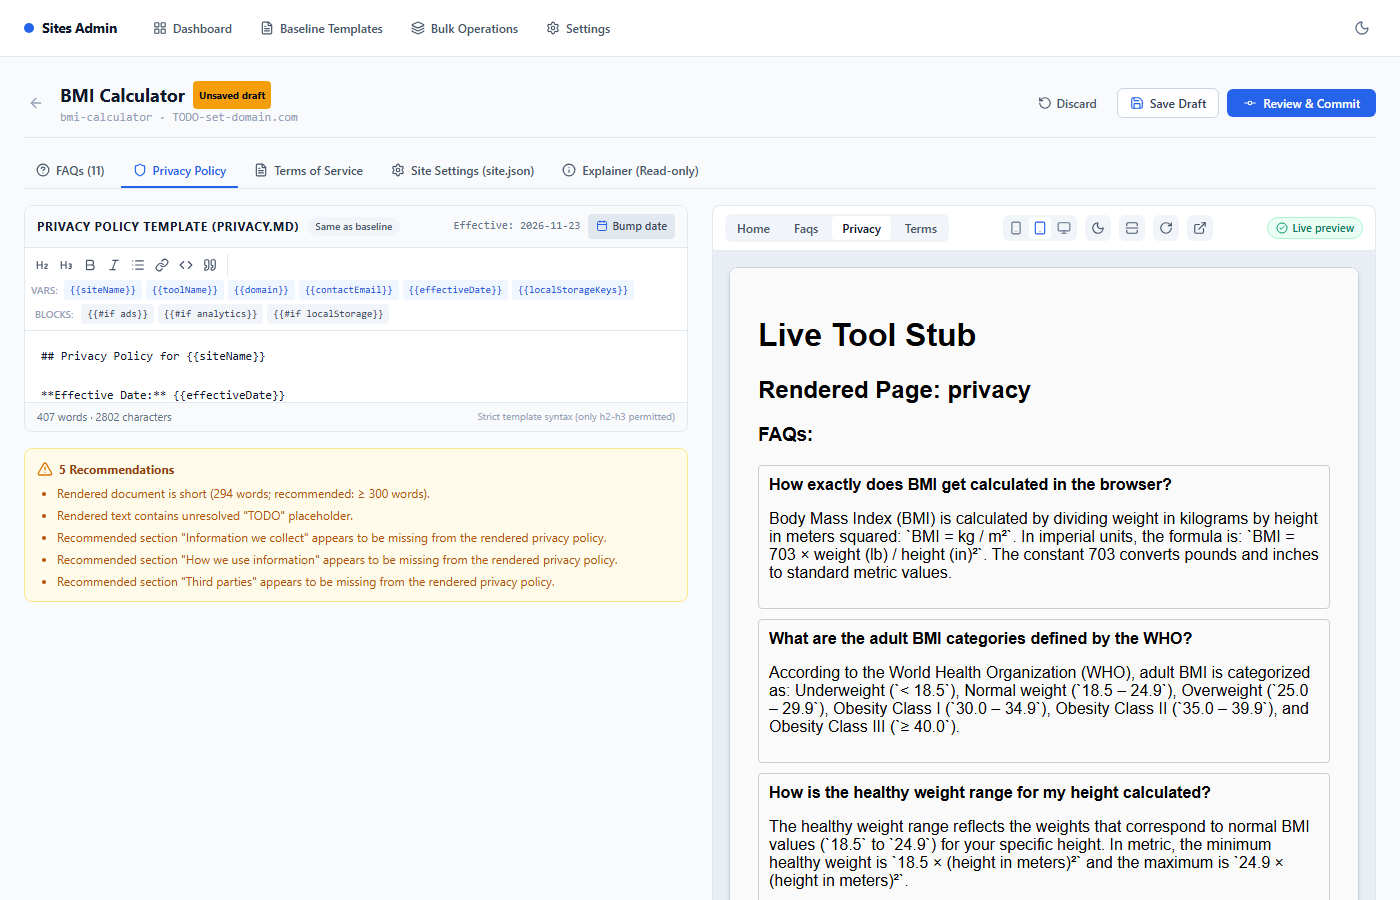 Sites Admin
Dashboard
Baseline Templates
Bulk Operations
Settings
BMI Calculator
Unsaved draft
bmi-calculator · TODO-set-domain.com
Discard
Save Draft
Review & Commit
FAQs (11)
Privacy Policy
Terms of Service
Site Settings (site.json)
Explainer (Read-only)
PRIVACY POLICY TEMPLATE (PRIVACY.MD)
Same as baseline
Effective: 2026-11-23
Bump date
H2
H3
VARS:
{{siteName}}
{{toolName}}
{{domain}}
{{contactEmail}}
{{effectiveDate}}
{{localStorageKeys}}
BLOCKS:
{{#if ads}}
{{#if analytics}}
{{#if localStorage}}
## Privacy Policy for {{siteName}}
**Effective Date:** {{effectiveDate}}
407 words · 2802 characters
Strict template syntax (only h2-h3 permitted)
5 Recommendations
• Rendered document is short (294 words; recommended: ≥ 300 words).
• Rendered text contains unresolved "TODO" placeholder.
• Recommended section "Information we collect" appears to be missing from the rendered privacy policy.
• Recommended section "How we use information" appears to be missing from the rendered privacy policy.
• Recommended section "Third parties" appears to be missing from the rendered privacy policy.
Home
Faqs
Privacy
Terms
Live preview
Live Tool Stub
Rendered Page: privacy
FAQs:
How exactly does BMI get calculated in the browser?
Body Mass Index (BMI) is calculated by dividing weight in kilograms by height
in meters squared: `BMI = kg / m²`. In imperial units, the formula is: `BMI =
703 × weight (lb) / height (in)²`. The constant 703 converts pounds and inches
to standard metric values.
What are the adult BMI categories defined by the WHO?
According to the World Health Organization (WHO), adult BMI is categorized
as: Underweight (`< 18.5`), Normal weight (`18.5 – 24.9`), Overweight (`25.0
– 29.9`), Obesity Class I (`30.0 – 34.9`), Obesity Class II (`35.0 – 39.9`), and
Obesity Class III (`≥ 40.0`).
How is the healthy weight range for my height calculated?
The healthy weight range reflects the weights that correspond to normal BMI
values (`18.5` to `24.9`) for your specific height. In metric, the minimum
healthy weight is `18.5 × (height in meters)²` and the maximum is `24.9 ×
(height in meters)²`.